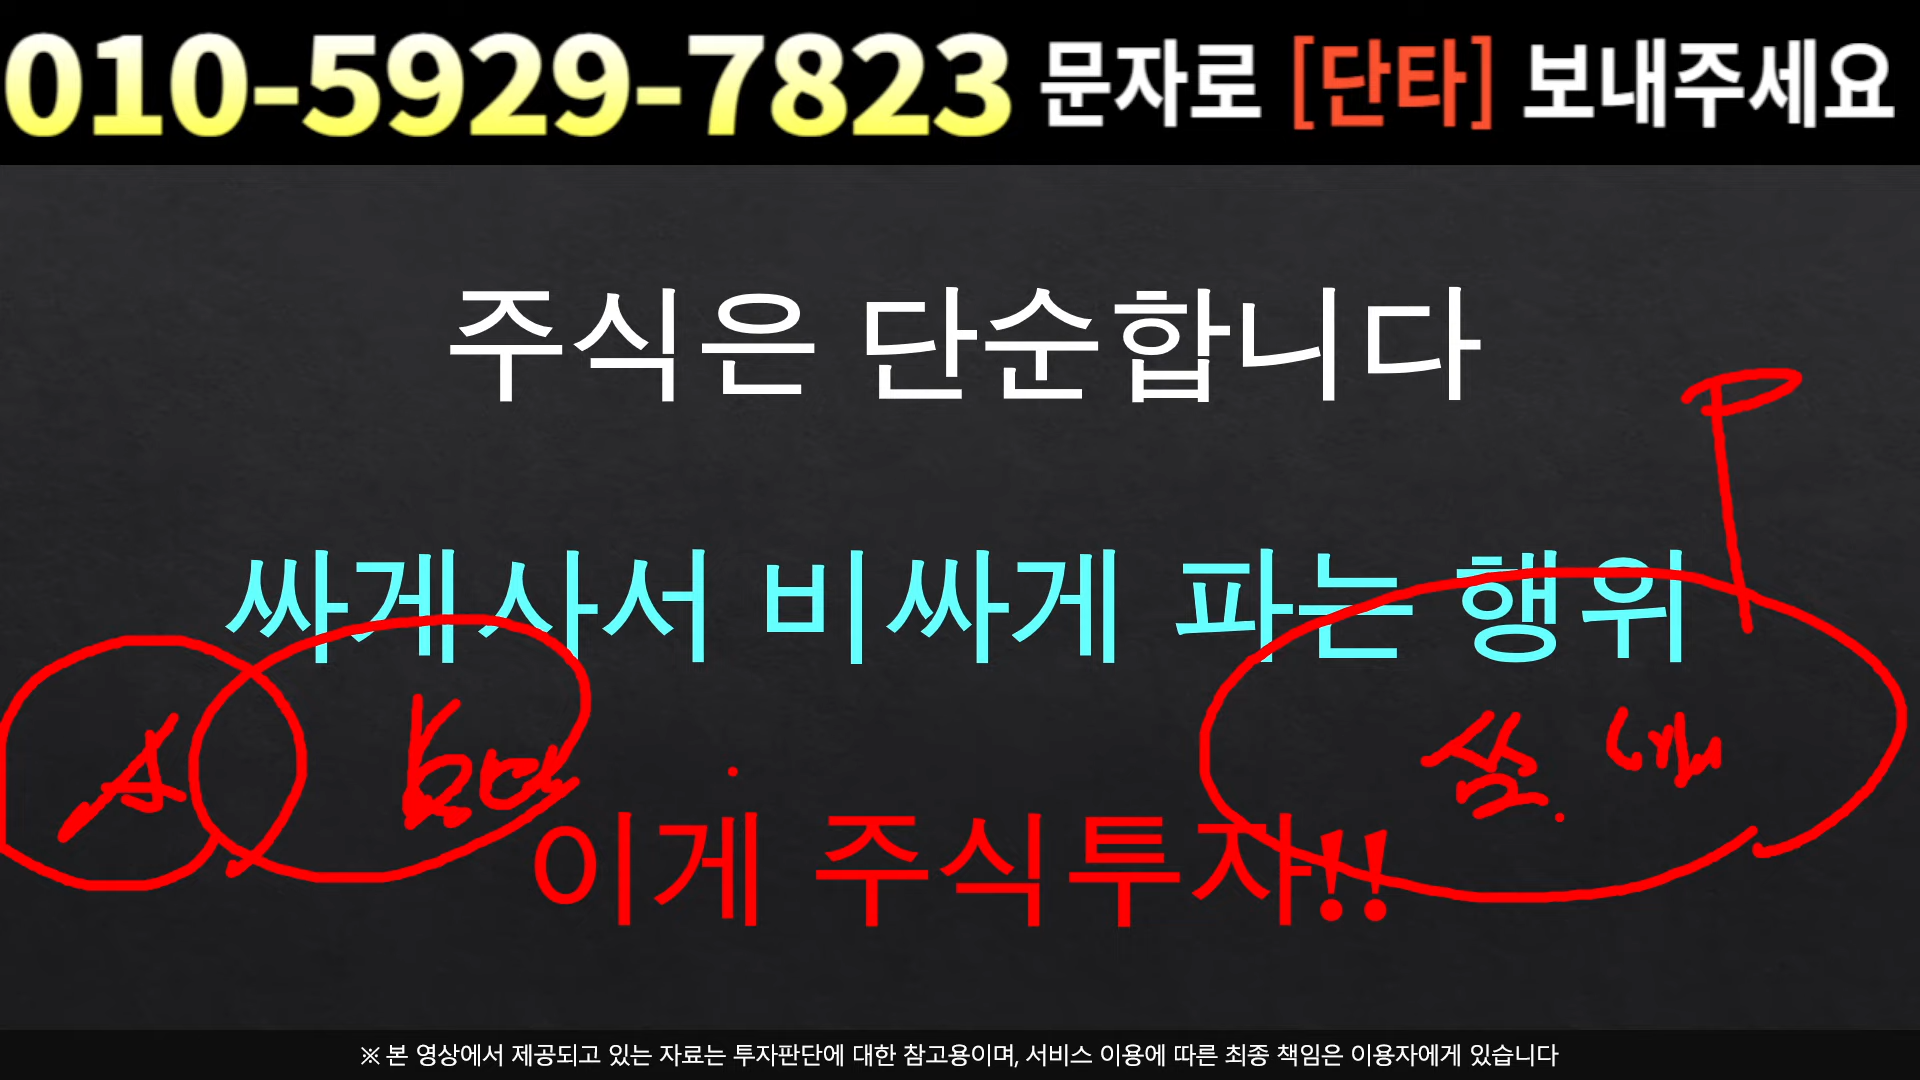 010-5929-7823 문자로 [단타] 보내주세요
주식은 단순합니다
싸게사서 비싸게 파는 행위
이게 주식투자!!
※ 본 영상에서 제공되고 있는 자료는 투자판단에 대한 참고용이며, 서비스 이용에 따른 최종 책임은 이용자에게 있습니다